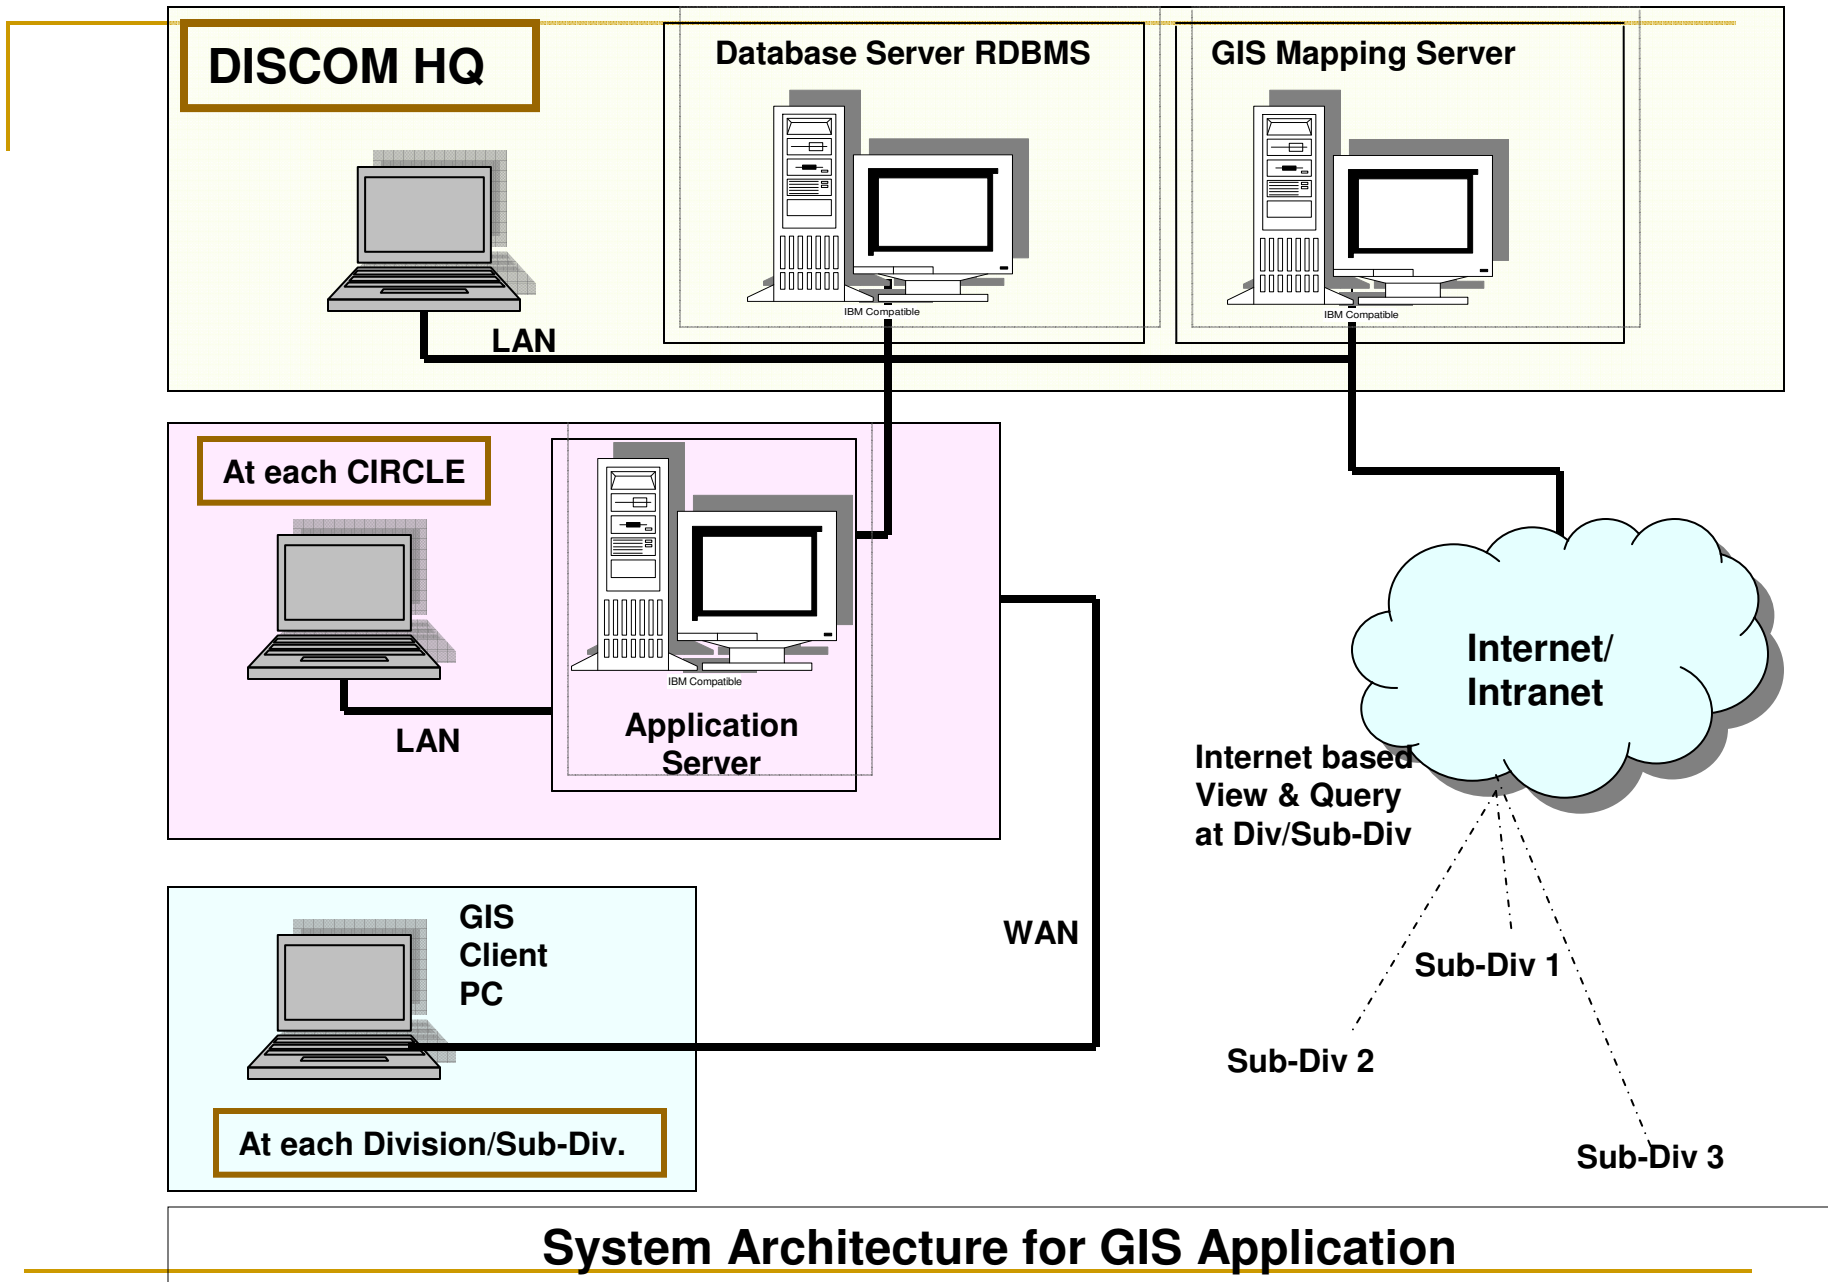 DISCOM HQ
Database Server RDBMS
GIS Mapping Server
IBM Compatible
IBM Compatible
LAN
At each CIRCLE
IBM Compatible
Application
Server
LAN
Internet/
Intranet
Internet based
View & Query
at Div/Sub-Div
GIS
Client
PC
WAN
Sub-Div 1
Sub-Div 2
Sub-Div 3
At each Division/Sub-Div.
System Architecture for GIS Application